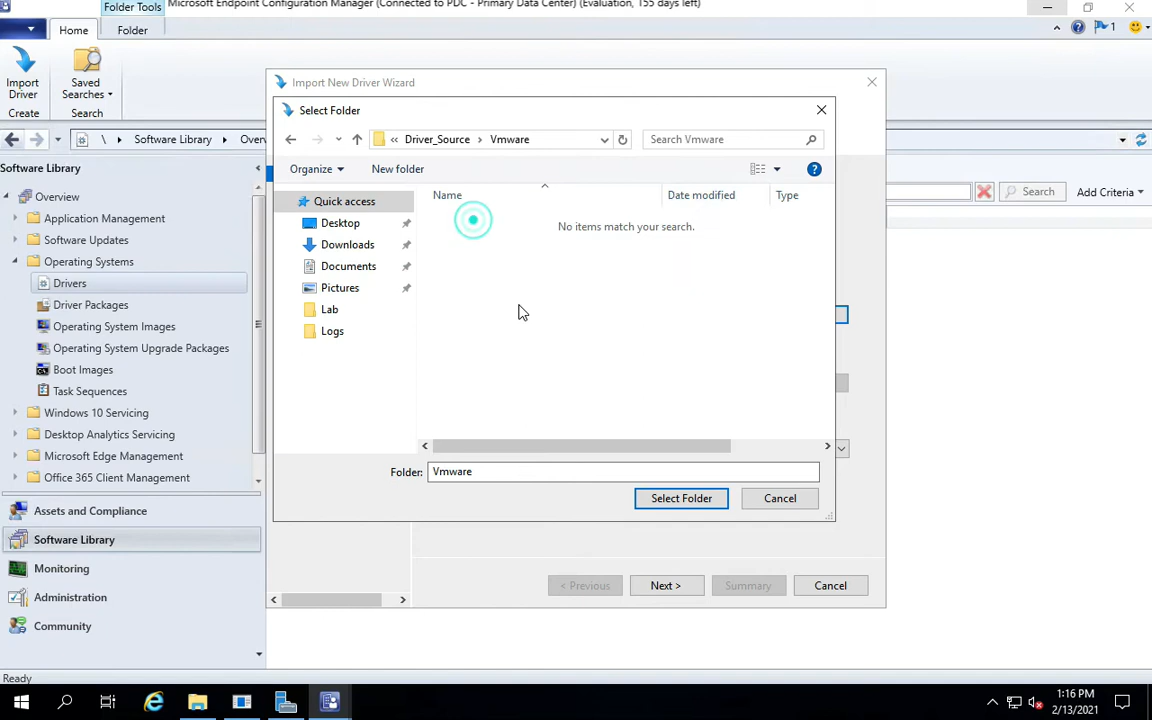 Folder Tools
Microsoft Endpoint Configuration Manager (Connected to PDC - Primary Data Center) (Evaluation, 155 days left)
Home
Folder
1
Import
Driver
Saved
Searches
Create
Search
\
Software Library
Overv
Software Library
Overview
Application Management
Software Updates
Operating Systems
Drivers
Driver Packages
Operating System Images
Operating System Upgrade Packages
Boot Images
Task Sequences
Windows 10 Servicing
Desktop Analytics Servicing
Microsoft Edge Management
Office 365 Client Management
Assets and Compliance
Software Library
Monitoring
Administration
Community
Ready
Import New Driver Wizard
Select Folder
« Driver_Source > Vmware
Search Vmware
Organize
New folder
Name
Date modified
Type
No items match your search.
Quick access
Desktop
Downloads
Documents
Pictures
Lab
Logs
Folder: Vmware
Select Folder
Cancel
< Previous
Next >
Summary
Cancel
Search
Add Criteria
1:16 PM
2/13/2021